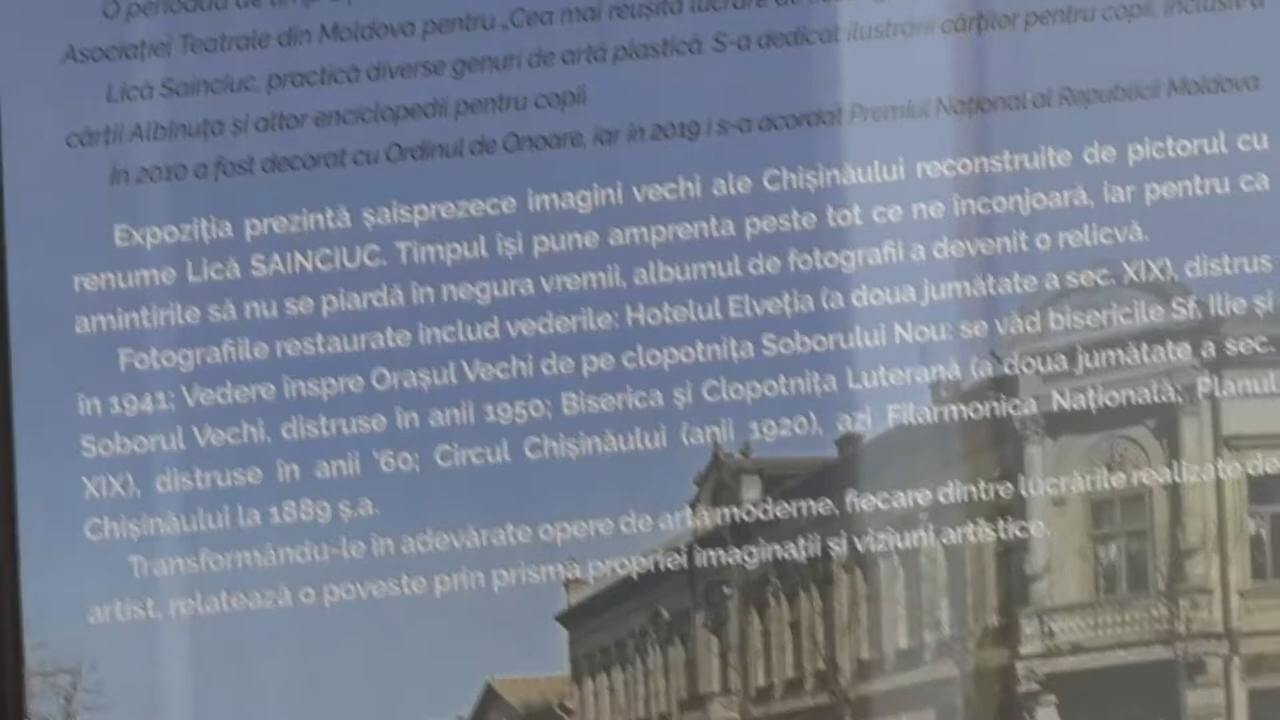 O perioadă de
Asociației Teatrale din Moldova pentru „Cea mai reușită lucrare de
Lică Sainciuc, practică diverse genuri de artă plastică. S-a dedicat ilustrării cărților pentru copii, inclusiv a
cărții Albinuța și altor enciclopedii pentru copii
În 2010 a fost decorat cu Ordinul de Onoare, iar în 2019 i s-a acordat Premiul Național al Republicii Moldova.
Expoziția prezintă șaisprezece imagini vechi ale Chișinăului reconstruite de pictorul cu
renume Lică SAINCIUC. Timpul își pune amprenta peste tot ce ne înconjoară, iar pentru ca
amintirile să nu se piardă în negura vremii, albumul de fotografii a devenit o relicvă.
Fotografiile restaurate includ vederile: Hotelul Elveția (a doua jumătate a sec. XIX), distrus
în 1941; Vedere înspre Orașul Vechi de pe clopotnița Soborului Nou: se văd bisericile Sf. Ilie și
Soborul Vechi, distruse în anii 1950; Biserica și Clopotnița Luterană (a doua jumătate a sec.
XIX), distruse în anii '60; Circul Chișinăului (anii 1920), azi Filarmonica Națională; Planul
Chișinăului la 1889 ș.a.
Transformându-le în adevărate opere de artă moderne, fiecare dintre lucrările realizate de
artist, relatează o poveste prin prisma propriei imaginații și viziuni artistice.